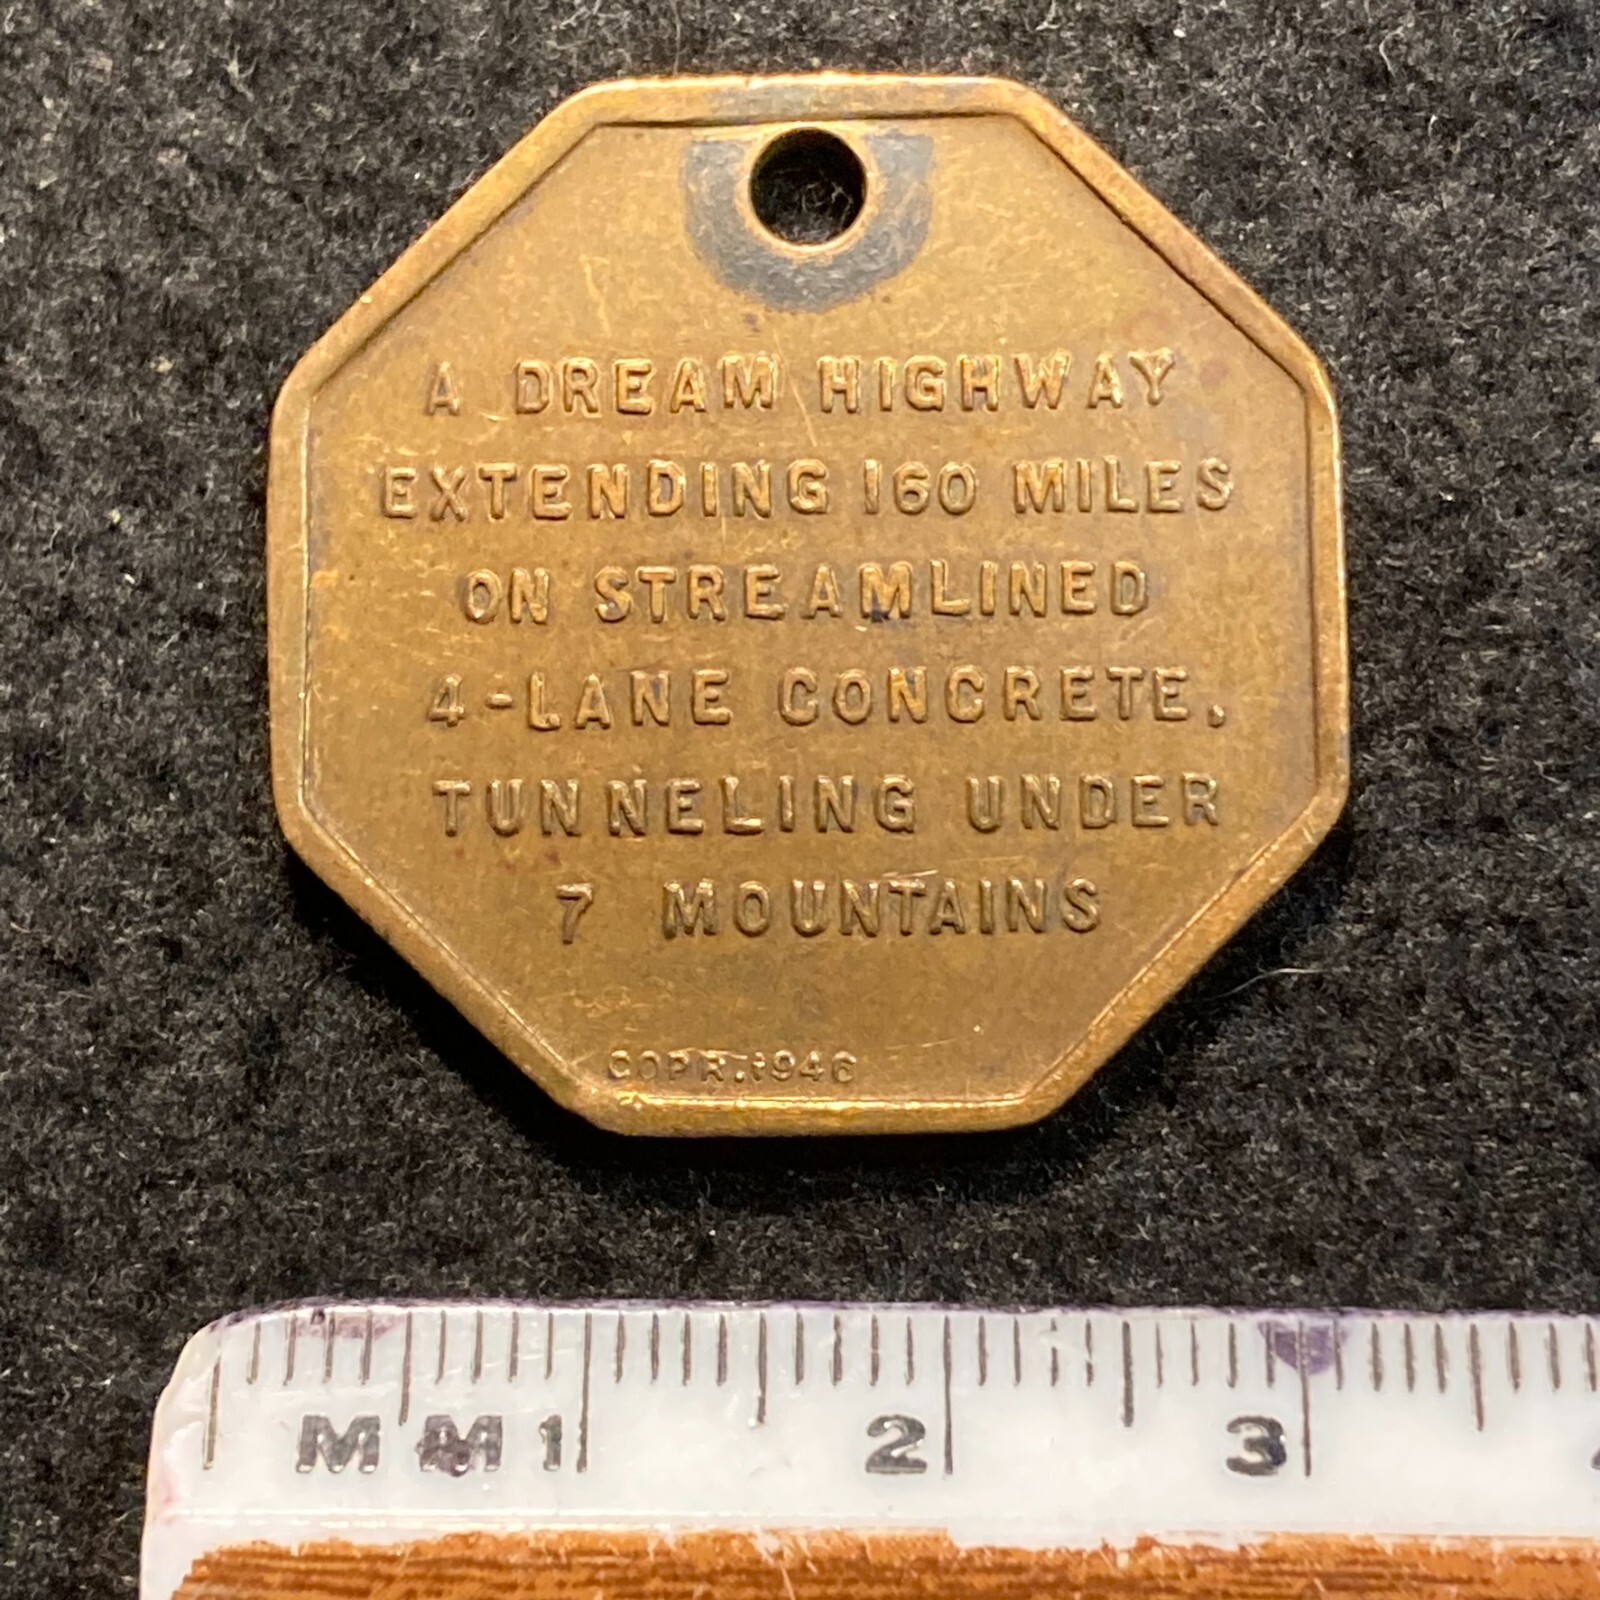 A DREAM HIGHWAY
EXTENDING 160 MILES
ON STREAMLINED
4-LANE CONCRETE,
TUNNELING UNDER
7 MOUNTAINS
COPR.1946
MM 1 2 3